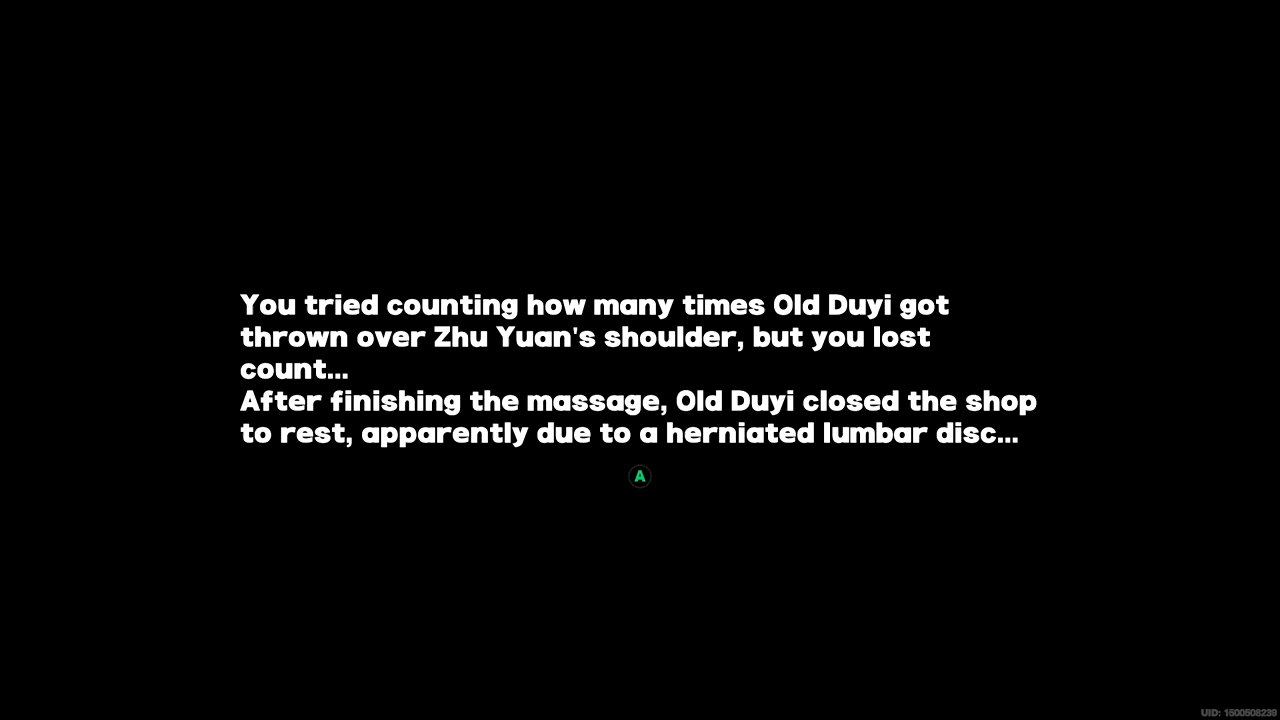 You tried counting how many times Old Duyi got
thrown over Zhu Yuan's shoulder, but you lost
count...
After finishing the massage, Old Duyi closed the shop
to rest, apparently due to a herniated lumbar disc...
A
UID: 1500508239